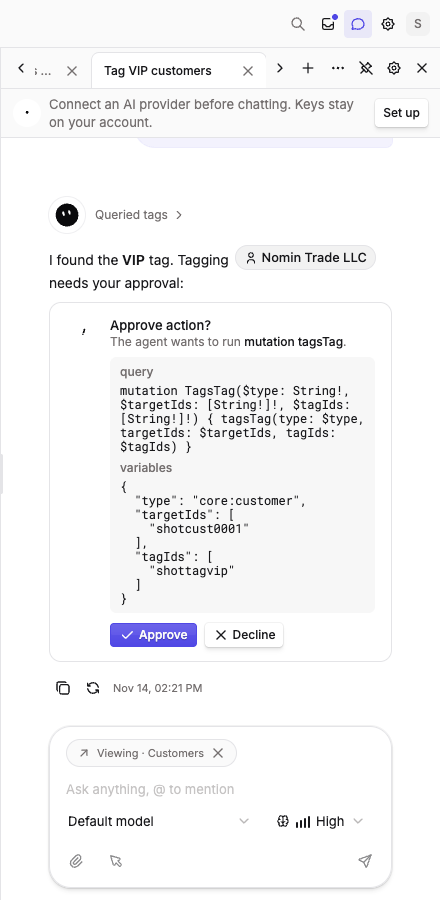 S
s ...
Tag VIP customers
Connect an AI provider before chatting. Keys stay
on your account.
Set up
Queried tags
I found the VIP tag. Tagging Nomin Trade LLC
needs your approval:
Approve action?
The agent wants to run mutation tagsTag.
query
mutation TagsTag($type: String!,
$targetIds: [String!]!, $tagIds:
[String!]!) { tagsTag(type: $type,
targetIds: $targetIds, tagIds:
$tagIds) }
variables
{
"type": "core:customer",
"targetIds": [
"shotcust0001"
],
"tagIds": [
"shottagvip"
]
}
Approve
Decline
Nov 14, 02:21 PM
Viewing · Customers
Ask anything, @ to mention
Default model
High